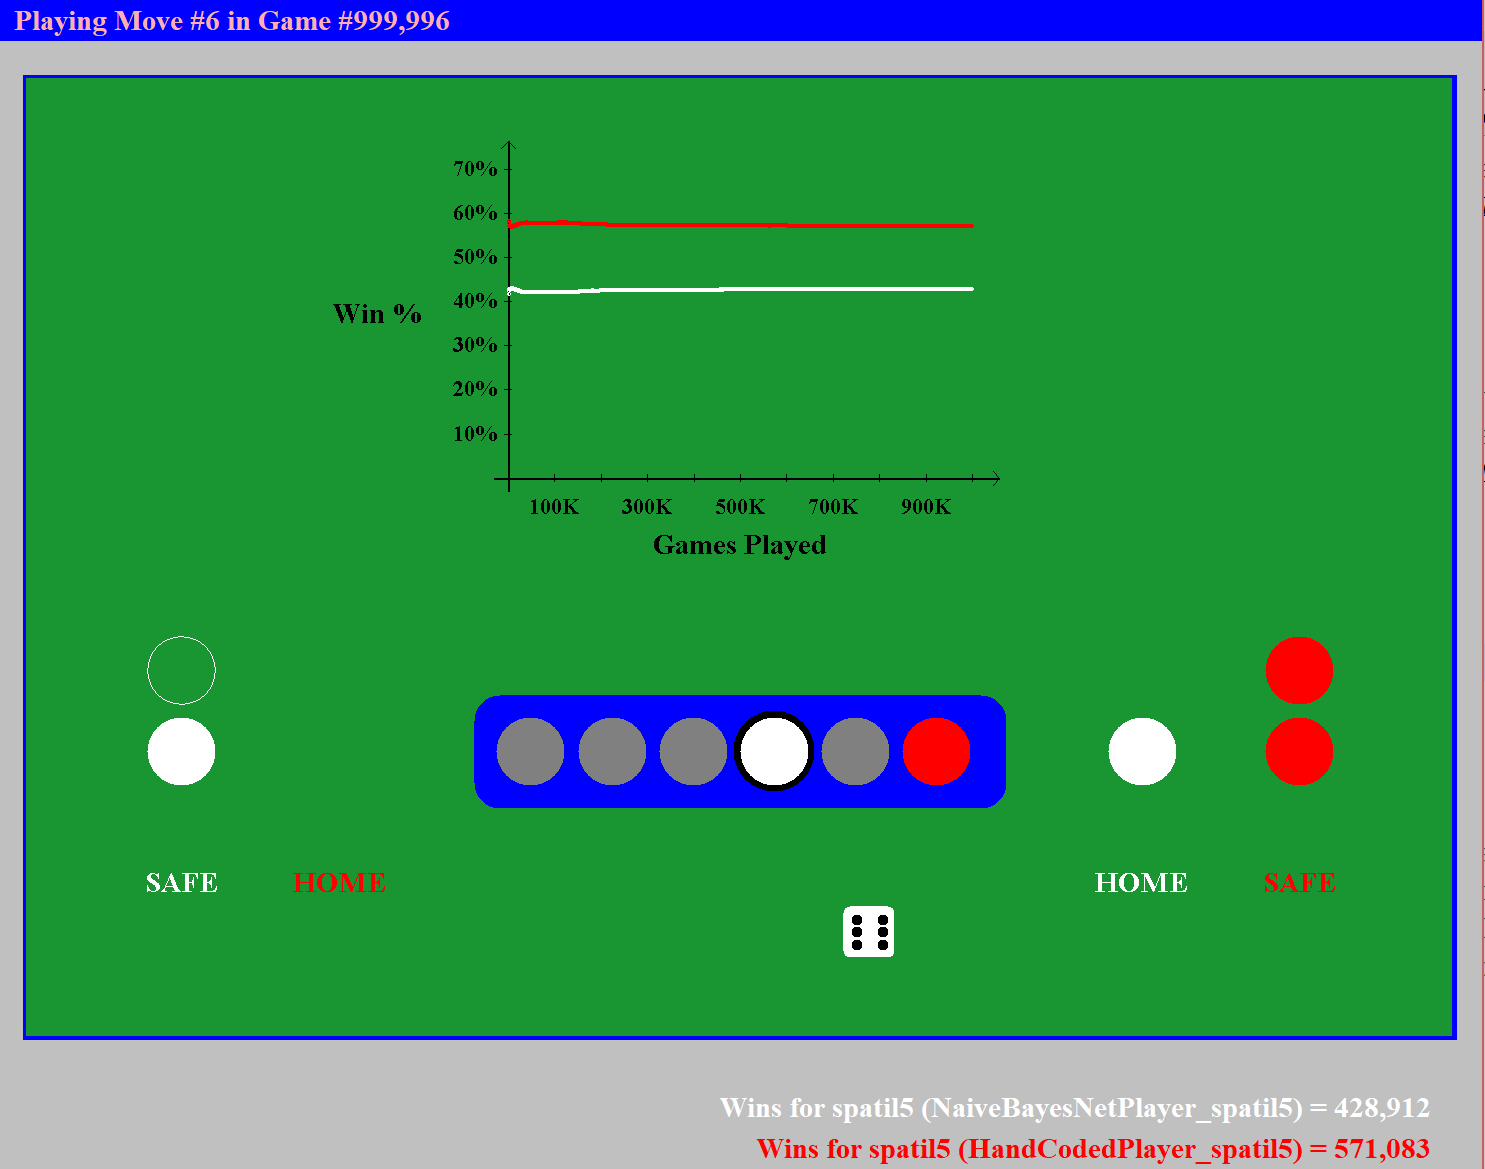 Playing Move #6 in Game #999,996
70%
60%
50%
40%
Win %
30%
20%
10%
100K 300K 500K 700K 900K
Games Played
SAFE HOME HOME SAFE
Wins for spatil5 (NaiveBayesNetPlayer_spatil5) = 428,912
Wins for spatil5 (HandCodedPlayer_spatil5) = 571,083